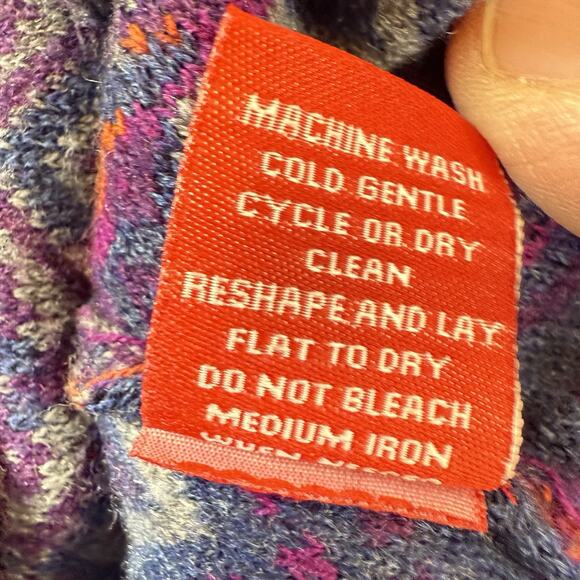 MACHINE WASH
COLD GENTLE
CYCLE OR DRY
CLEAN
RESHAPE AND LAY
FLAT TO DRY
DO NOT BLEACH
MEDIUM IRON
WHEN